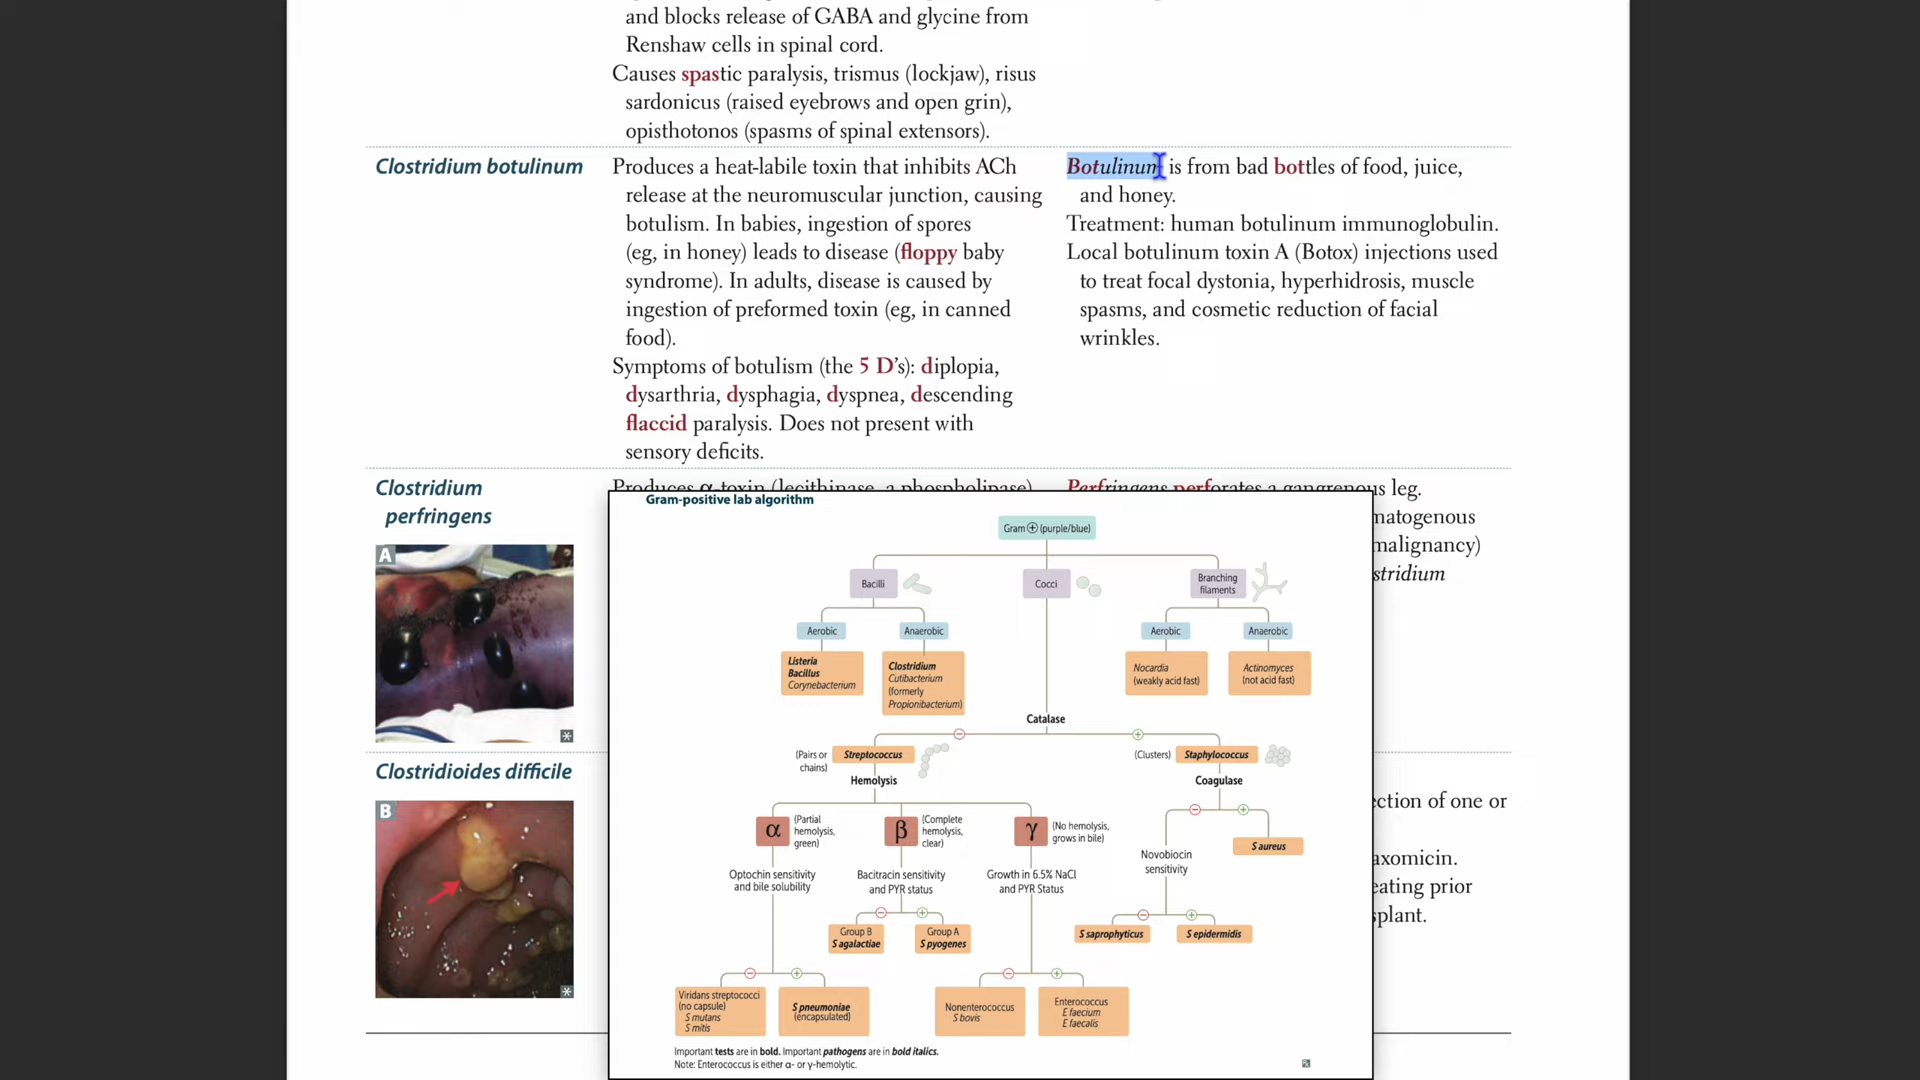 and blocks release of GABA and glycine from
Renshaw cells in spinal cord.
Causes spastic paralysis, trismus (lockjaw), risus
sardonicus (raised eyebrows and open grin),
opisthotonos (spasms of spinal extensors).
Clostridium botulinum
Produces a heat-labile toxin that inhibits ACh
release at the neuromuscular junction, causing
botulism. In babies, ingestion of spores
(eg, in honey) leads to disease (floppy baby
syndrome). In adults, disease is caused by
ingestion of preformed toxin (eg, in canned
food).
Symptoms of botulism (the 5 D's): diplopia,
dysarthria, dysphagia, dyspnea, descending
flaccid paralysis. Does not present with
sensory deficits.
Botulinum is from bad bottles of food, juice,
and honey.
Treatment: human botulinum immunoglobulin.
Local botulinum toxin A (Botox) injections used
to treat focal dystonia, hyperhidrosis, muscle
spasms, and cosmetic reduction of facial
wrinkles.
Clostridium
perfringens
A
Produces α-toxin (lecithinase, a phospholipase)
Perfringens perforates a gangrenous leg.
matogenous
malignancy)
stridium
Clostridioides difficile
B
ection of one or
axomicin.
eating prior
splant.
Gram-positive lab algorithm
Gram ⊕ (purple/blue)
Bacilli
Cocci
Branching
filaments
Aerobic
Anaerobic
Aerobic
Anaerobic
Listeria
Bacillus
Corynebacterium
Clostridium
Cutibacterium
(formerly
Propionibacterium)
Nocardia
(weakly acid fast)
Actinomyces
(not acid fast)
Catalase
(Pairs or
chains)
Streptococcus
(Clusters)
Staphylococcus
Hemolysis
Coagulase
α
(Partial
hemolysis,
green)
β
(Complete
hemolysis,
clear)
γ
(No hemolysis,
grows in bile)
S aureus
Novobiocin
sensitivity
Optochin sensitivity
and bile solubility
Bacitracin sensitivity
and PYR status
Growth in 6.5% NaCl
and PYR Status
Group B
S agalactiae
Group A
S pyogenes
S saprophyticus
S epidermidis
Viridans streptococci
(no capsule)
S mutans
S mitis
S pneumoniae
(encapsulated)
Nonenterococcus
S bovis
Enterococcus
E faecium
E faecalis
Important tests are in bold. Important pathogens are in bold italics.
Note: Enterococcus is either α- or γ-hemolytic.